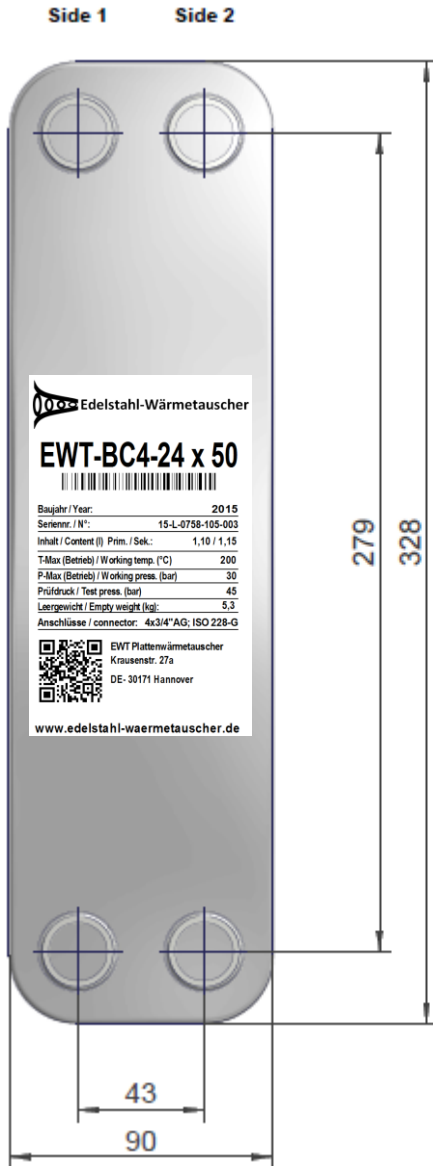 Side 1 Side 2
Edelstahl-Wärmetauscher
EWT-BC4-24 x 50
Baujahr / Year: 2015
Seriennr. / N°: 15-L-0758-105-003
Inhalt / Content (l) Prim. / Sek.: 1,10 / 1,15
T-Max (Betrieb) / Working temp. (°C) 200
P-Max (Betrieb) / Working press. (bar) 30
Prüfdruck / Test press. (bar) 45
Leergewicht / Empty weight (kg): 5,3
Anschlüsse / connector: 4x3/4"AG; ISO 228-G
EWT Plattenwärmetauscher
Krausenstr. 27a
DE- 30171 Hannover
www.edelstahl-waermetauscher.de
279
328
43
90